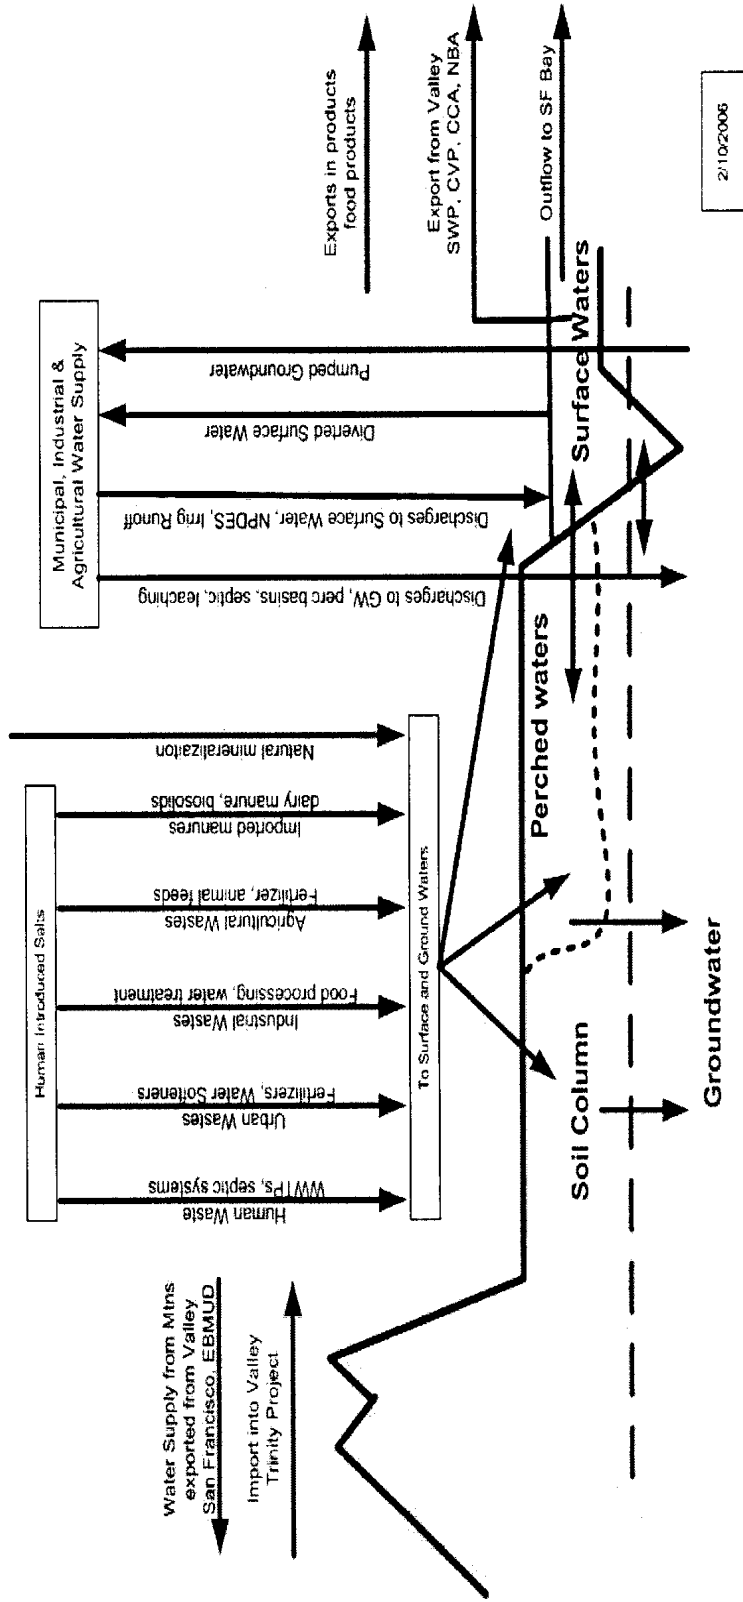 Water Supply from Mtns
exported from Valley
San Francisco, EBMUD
Import into Valley
Trinity Project
Human Introduced Salts
Human Waste
WWTPs, septic systems
Urban Wastes
Fertilizers, Water Softeners
Industrial Wastes
Food processing, water treatment
Agricultural Wastes
Fertilizer, animal feeds
Imported manures
dairy manure, biosolids
Natural mineralizaiton
To Surface and Ground Waters
Municipal, Industrial &
Agricultural Water Supply
Discharges to GW, perc basins, septic, leaching
Discharges to Surface Water, NPDES, Irrig Runoff
Diverted Surface Water
Pumped Groundwater
Exports in products
food products
Export from Valley
SWP, CVP, CCA, NBA
Outflow to SF Bay
Soil Column
Perched waters
Surface Waters
Groundwater
2/10/2006